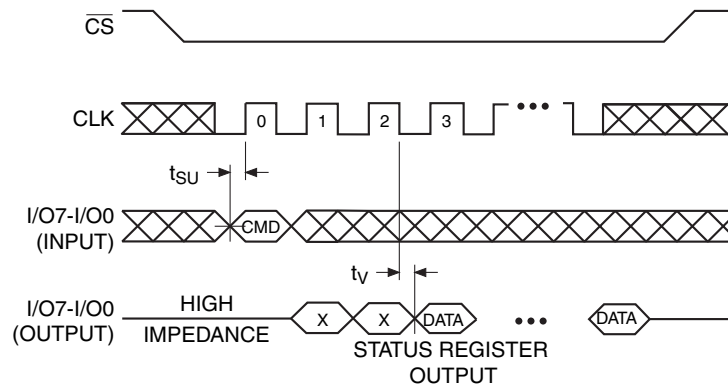 CS
CLK
0 1 2 3 •••
tSU
I/O7-I/O0
(INPUT)
CMD
tV
I/O7-I/O0
(OUTPUT)
HIGH
IMPEDANCE
X X DATA ••• DATA
STATUS REGISTER
OUTPUT